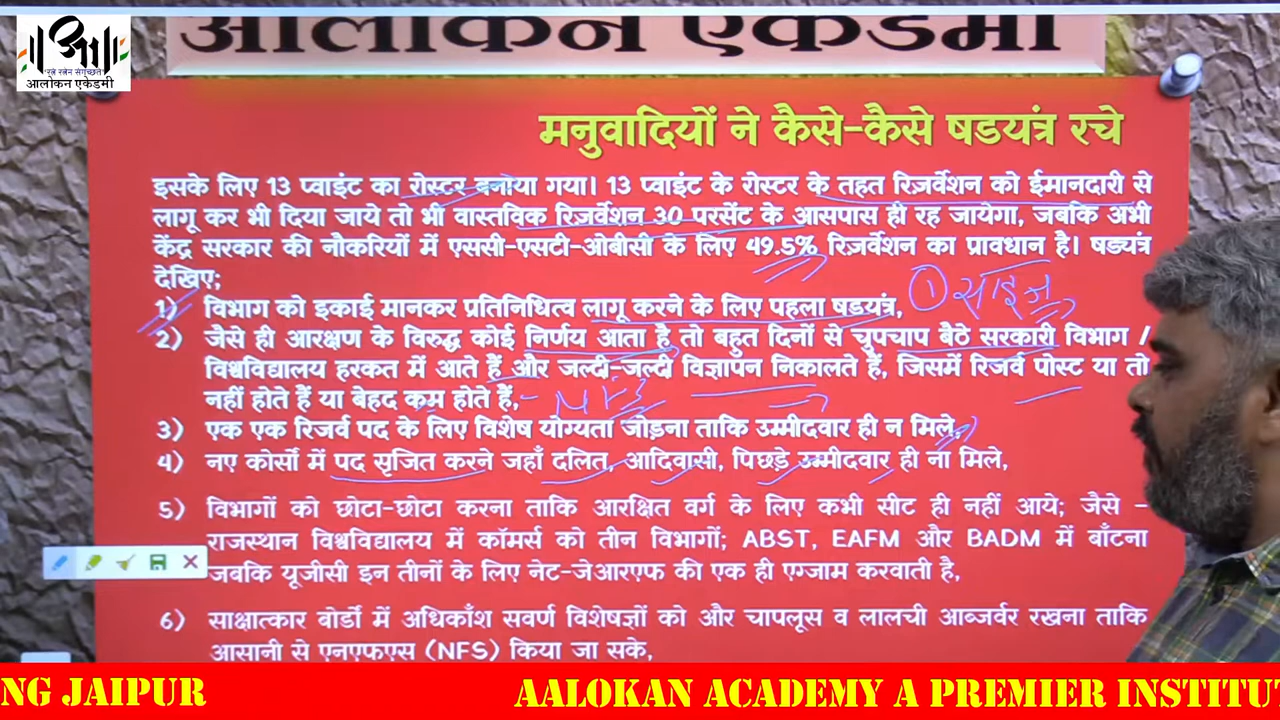 आलोकन एकेडमी
आलोकन एकेडमी
मनुवादियों ने कैसे-कैसे षडयंत्र रचे
इसके लिए 13 प्वाइंट का रोस्टर बनाया गया। 13 प्वाइंट के रोस्टर के तहत रिज़र्वेशन को ईमानदारी से
लागू कर भी दिया जाये तो भी वास्तविक रिज़र्वेशन 30 परसेंट के आसपास ही रह जायेगा, जबकि अभी
केंद्र सरकार की नौकरियों में एससी-एसटी-ओबीसी के लिए 49.5% रिज़र्वेशन का प्रावधान है। षड्यंत्र
देखिए;
1) विभाग को इकाई मानकर प्रतिनिधित्व लागू करने के लिए पहला षडयंत्र,
① साइज
2) जैसे ही आरक्षण के विरुद्ध कोई निर्णय आता है तो बहुत दिनों से चुपचाप बैठे सरकारी विभाग /
विश्वविद्यालय हरकत में आते हैं और जल्दी-जल्दी विज्ञापन निकालते हैं, जिसमें रिजर्व पोस्ट या तो
नहीं होते हैं या बेहद कम होते हैं,
3) एक एक रिजर्व पद के लिए विशेष योग्यता जोड़ना ताकि उम्मीदवार ही न मिले,
4) नए कोर्सों में पद सृजित करने जहाँ दलित, आदिवासी, पिछड़े उम्मीदवार ही ना मिले,
5) विभागों को छोटा-छोटा करना ताकि आरक्षित वर्ग के लिए कभी सीट ही नहीं आये; जैसे -
राजस्थान विश्वविद्यालय में कॉमर्स को तीन विभागों; ABST, EAFM और BADM में बाँटना
जबकि यूजीसी इन तीनों के लिए नेट-जेआरएफ की एक ही एग्जाम करवाती है,
6) साक्षात्कार बोर्डों में अधिकाँश सवर्ण विशेषज्ञों को और चापलूस व लालची आब्जर्वर रखना ताकि
आसानी से एनएफएस (NFS) किया जा सके,
NG JAIPUR AALOKAN ACADEMY A PREMIER INSTITU